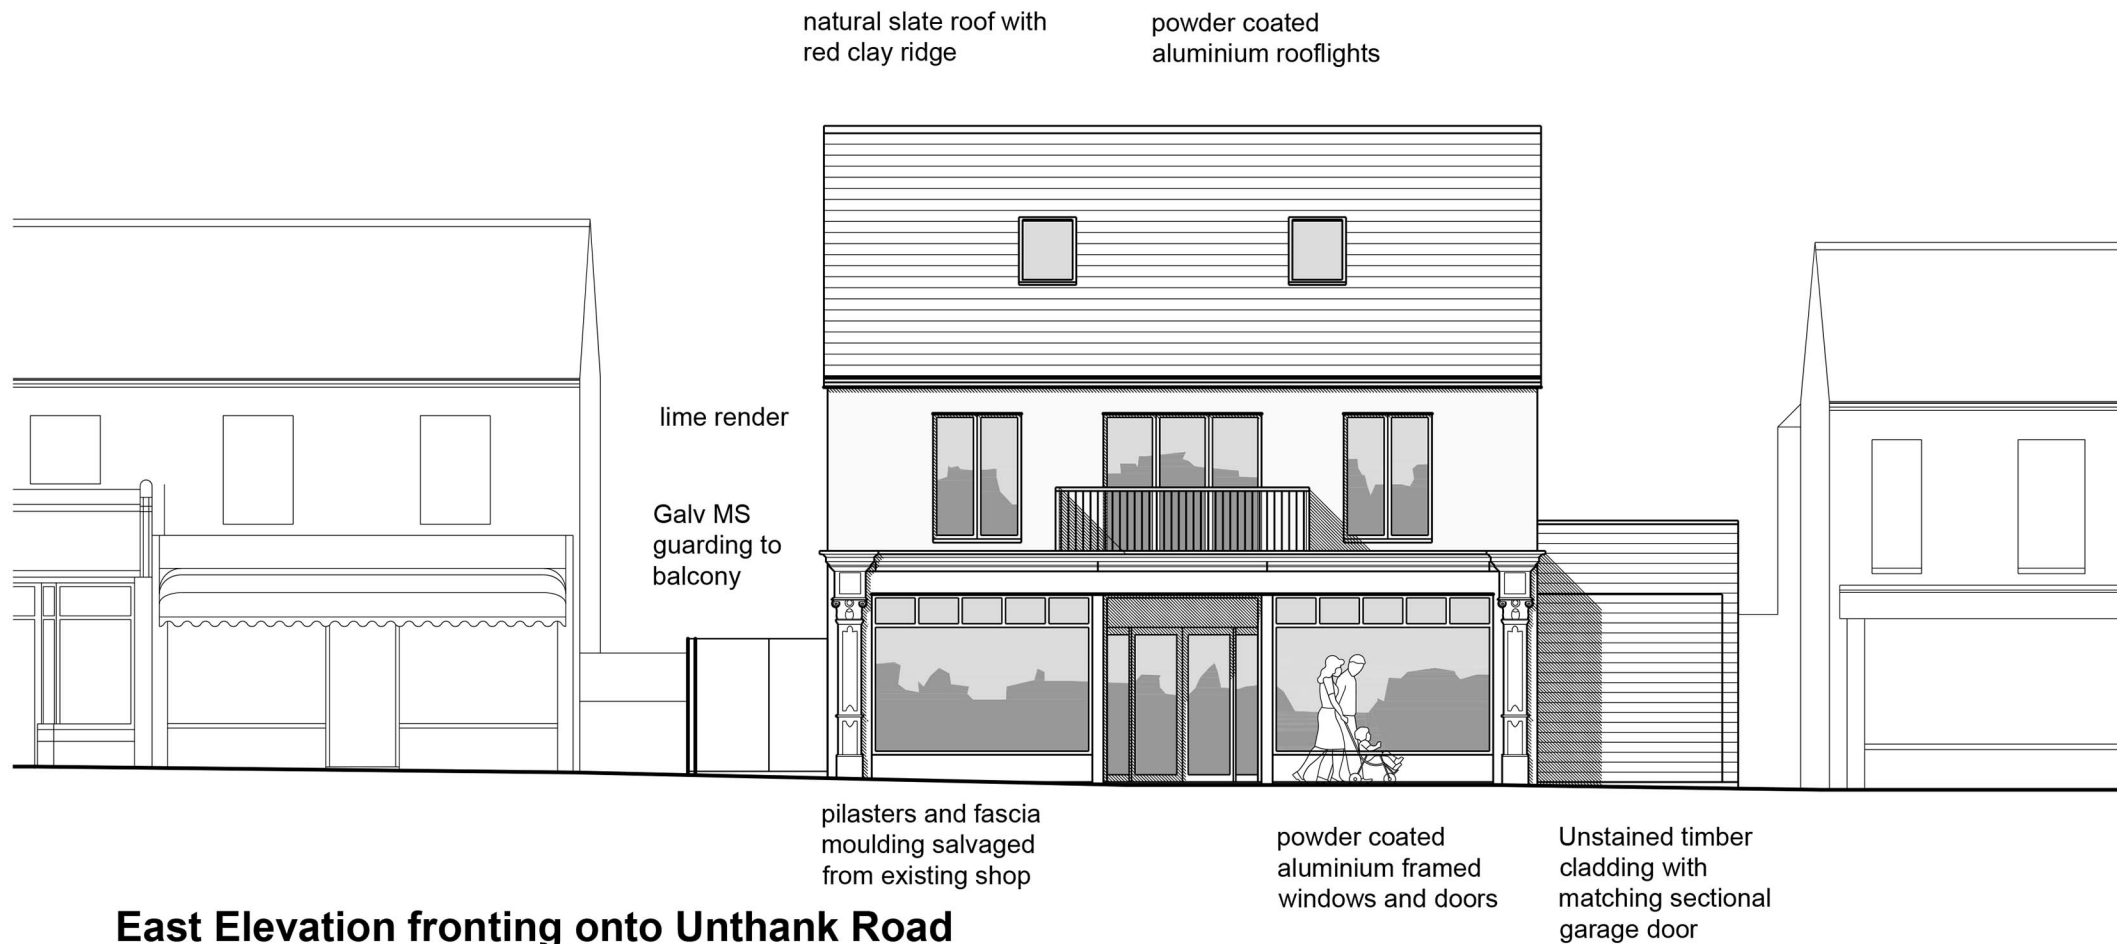 natural slate roof with
red clay ridge
powder coated
aluminium rooflights
lime render
Galv MS
guarding to
balcony
pilasters and fascia
moulding salvaged
from existing shop
powder coated
aluminium framed
windows and doors
Unstained timber
cladding with
matching sectional
garage door
East Elevation fronting onto Unthank Road